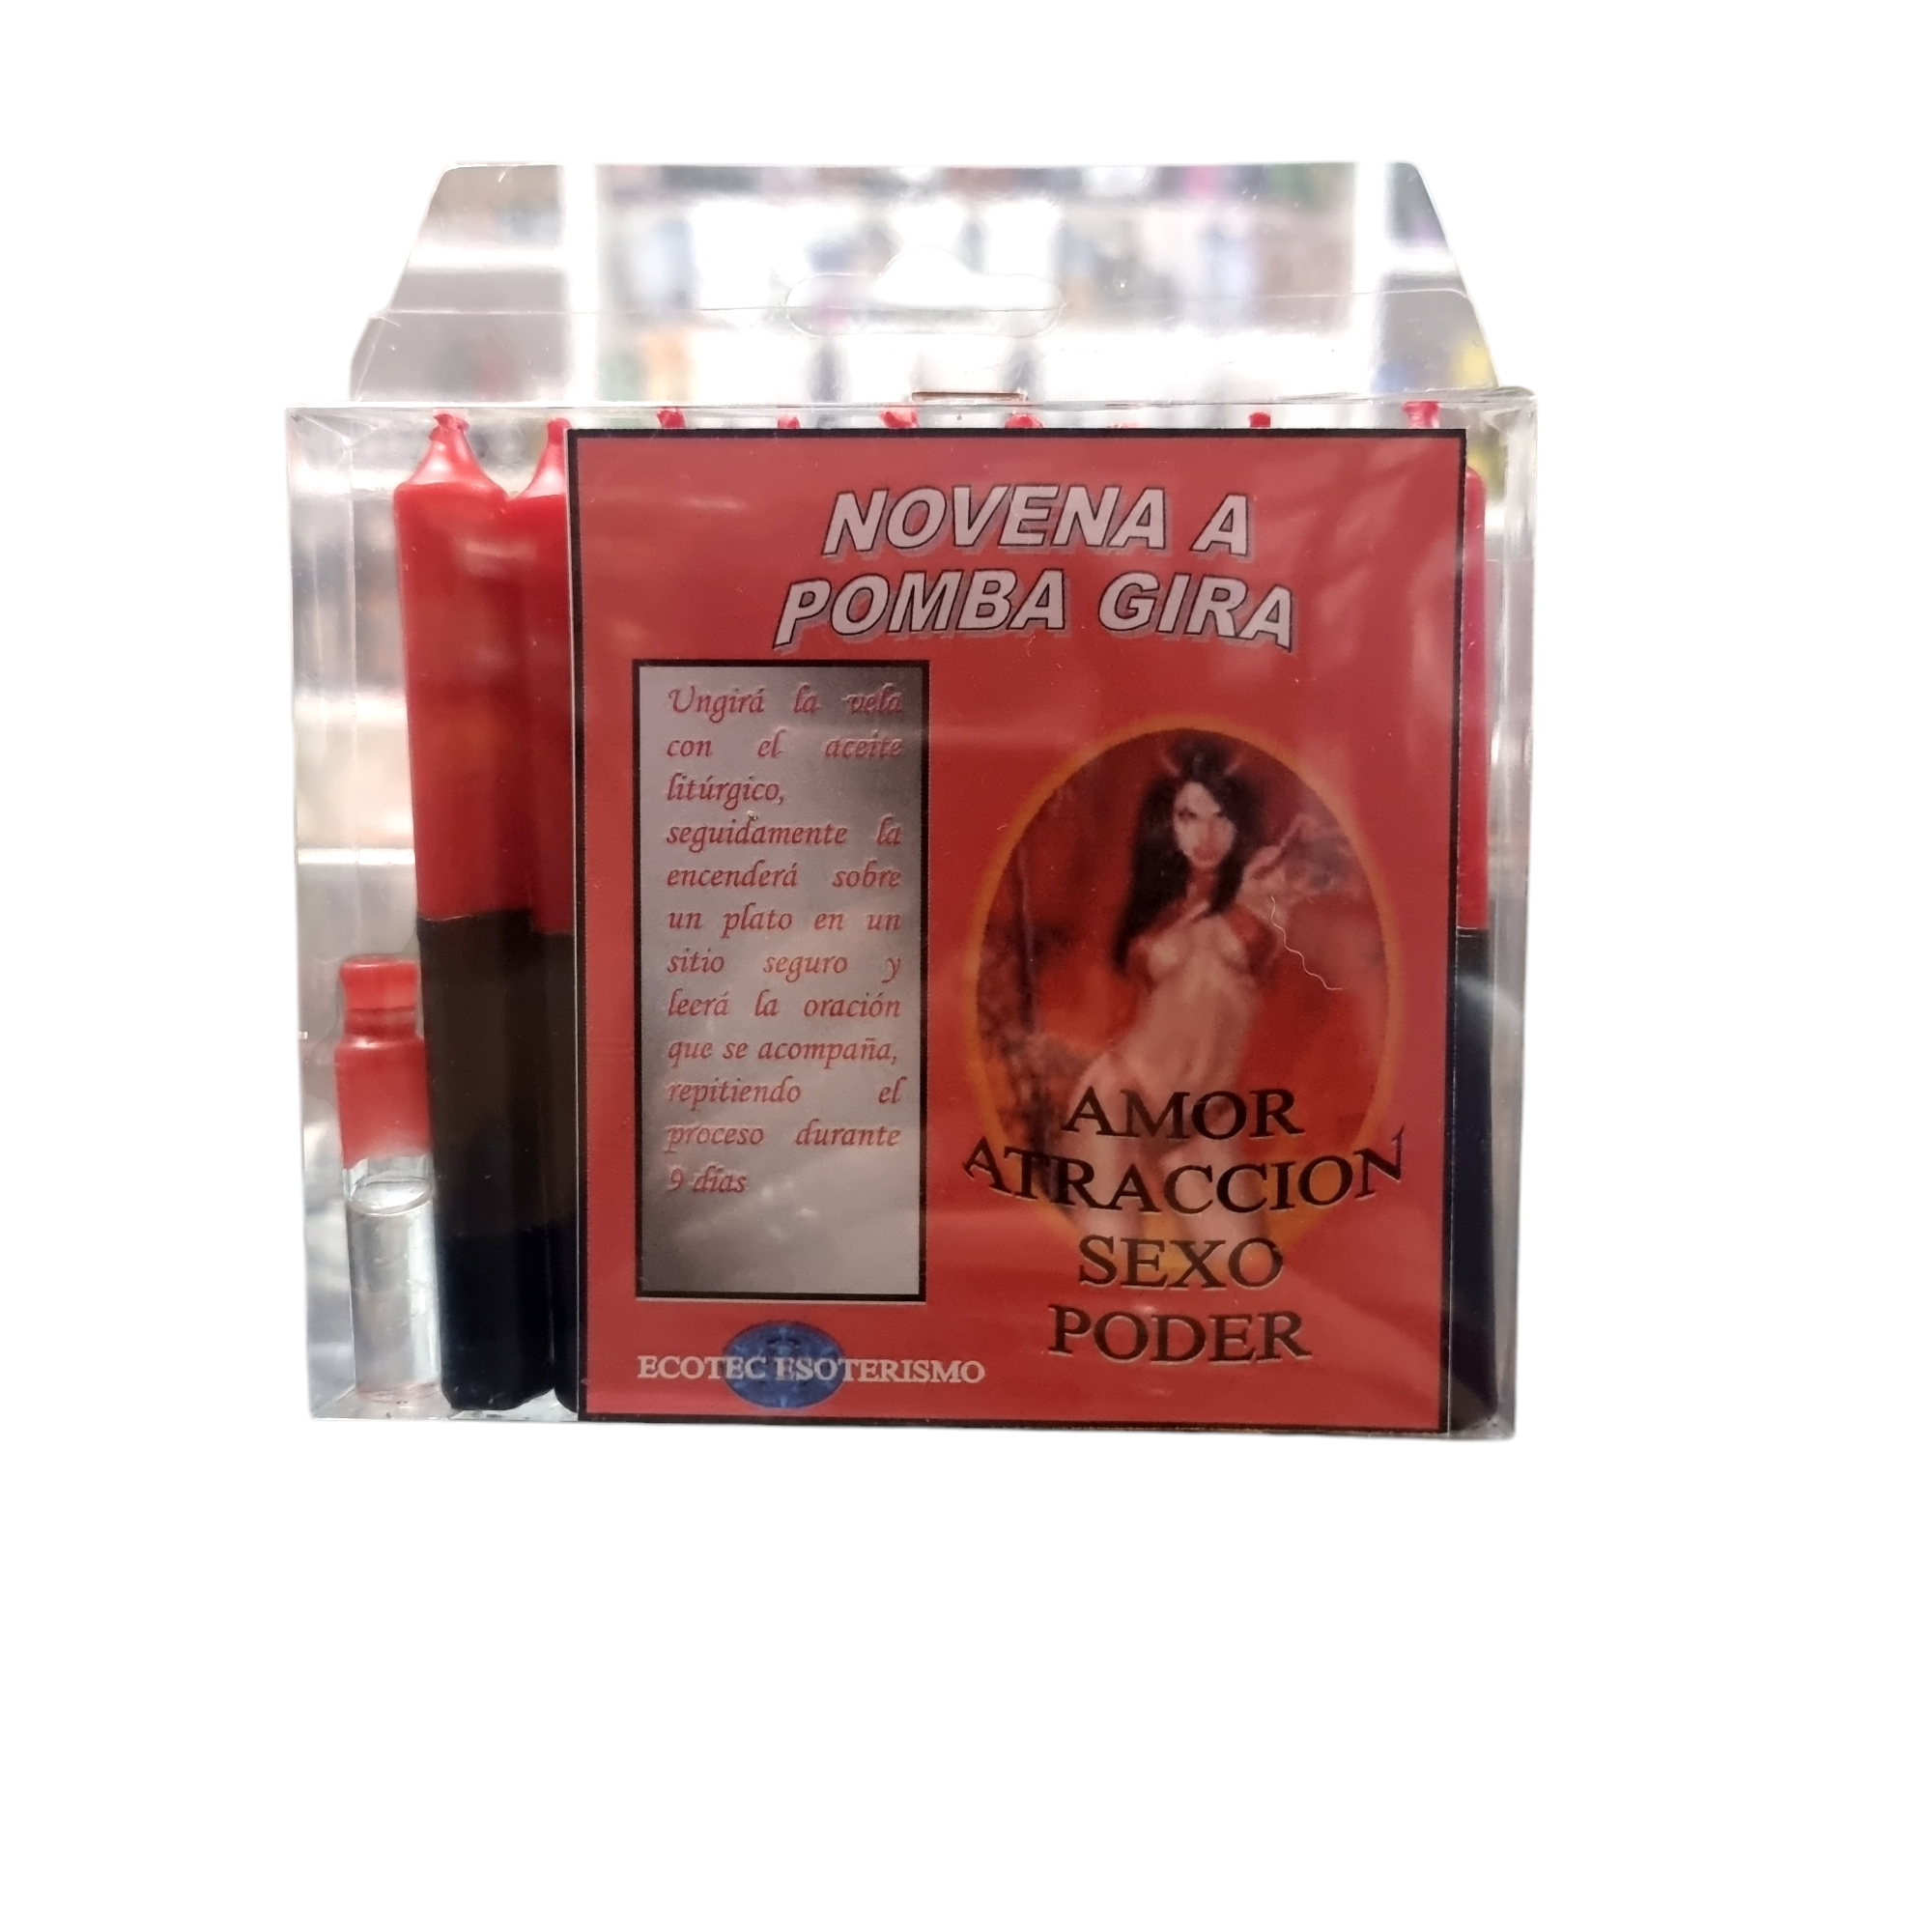 NOVENA A
POMBA GIRA
Ungirá la vela
con el aceite
litúrgico,
seguidamente la
encenderá sobre
un plato en un
sitio seguro y
leerá la oración
que se acompaña,
repitiendo el
proceso durante
9 días
AMOR
ATRACCION
SEXO
PODER
ECOTEC ESOTERISMO